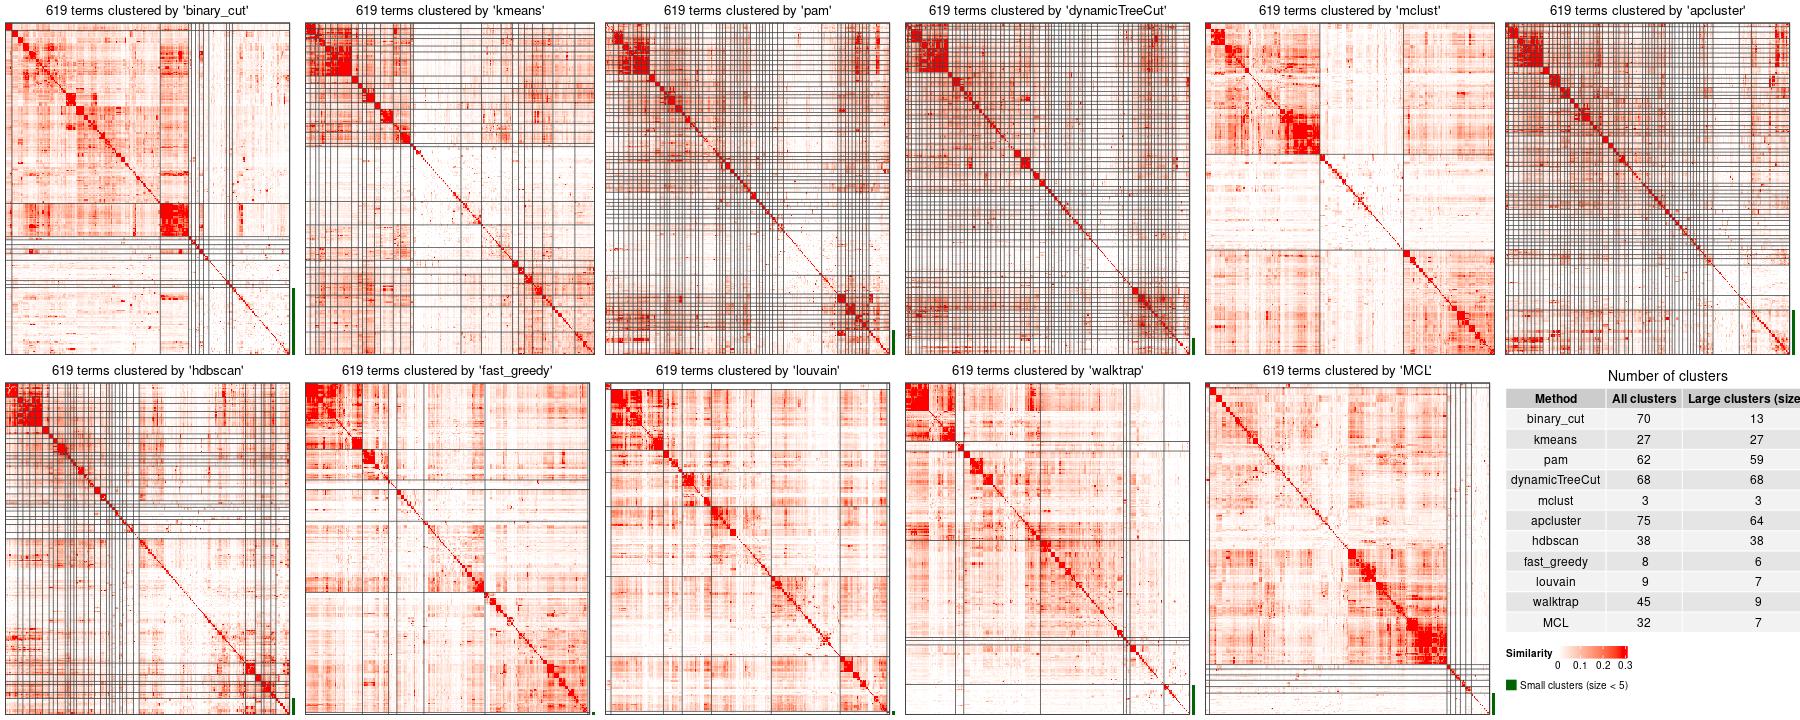 619 terms clustered by 'binary_cut'
619 terms clustered by 'kmeans'
619 terms clustered by 'pam'
619 terms clustered by 'dynamicTreeCut'
619 terms clustered by 'mclust'
619 terms clustered by 'apcluster'
619 terms clustered by 'hdbscan'
619 terms clustered by 'fast_greedy'
619 terms clustered by 'louvain'
619 terms clustered by 'walktrap'
619 terms clustered by 'MCL'
Number of clusters
Method All clusters Large clusters (size
binary_cut 70 13
kmeans 27 27
pam 62 59
dynamicTreeCut 68 68
mclust 3 3
apcluster 75 64
hdbscan 38 38
fast_greedy 8 6
louvain 9 7
walktrap 45 9
MCL 32 7
Similarity
0 0.1 0.2 0.3
Small clusters (size < 5)